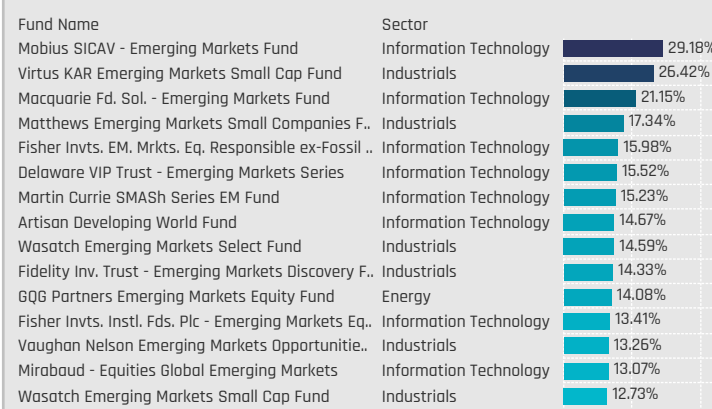 Fund Name Sector
Mobius SICAV - Emerging Markets Fund Information Technology 29.18%
Virtus KAR Emerging Markets Small Cap Fund Industrials 26.42%
Macquarie Fd. Sol. - Emerging Markets Fund Information Technology 21.15%
Matthews Emerging Markets Small Companies F.. Industrials 17.34%
Fisher Invts. EM. Mrkts. Eq. Responsible ex-Fossil .. Information Technology 15.98%
Delaware VIP Trust - Emerging Markets Series Information Technology 15.52%
Martin Currie SMASh Series EM Fund Information Technology 15.23%
Artisan Developing World Fund Information Technology 14.67%
Wasatch Emerging Markets Select Fund Industrials 14.59%
Fidelity Inv. Trust - Emerging Markets Discovery F.. Industrials 14.33%
GQG Partners Emerging Markets Equity Fund Energy 14.08%
Fisher Invts. Instl. Fds. Plc - Emerging Markets Eq.. Information Technology 13.41%
Vaughan Nelson Emerging Markets Opportunitie.. Industrials 13.26%
Mirabaud - Equities Global Emerging Markets Information Technology 13.07%
Wasatch Emerging Markets Small Cap Fund Industrials 12.73%